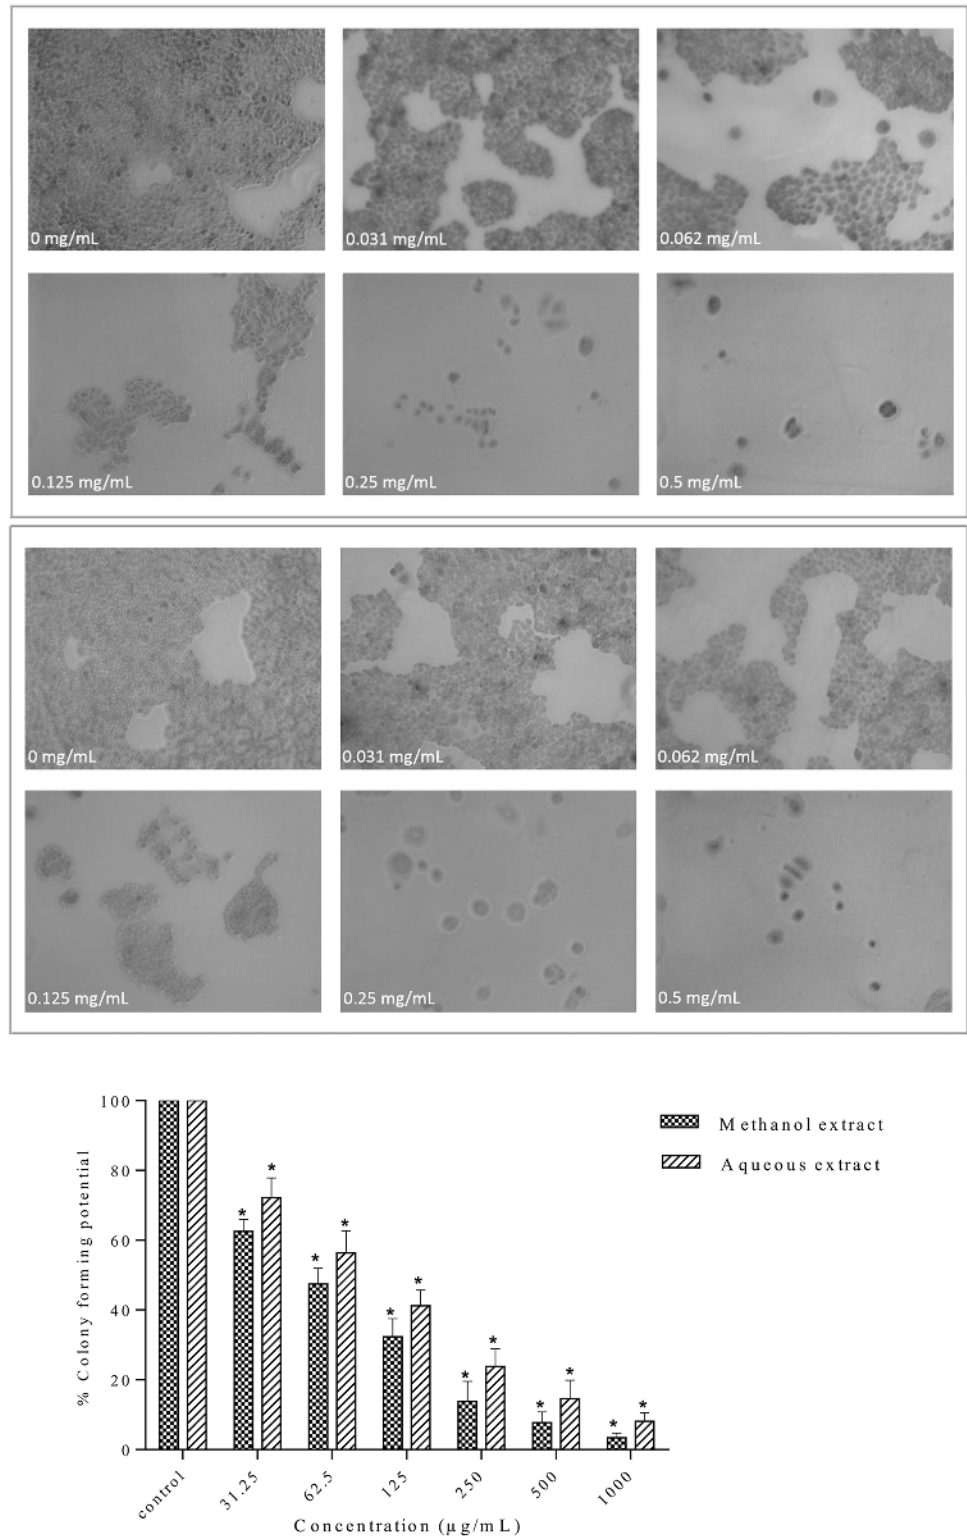 0 mg/mL
0.031 mg/mL
0.062 mg/mL
0.125 mg/mL
0.25 mg/mL
0.5 mg/mL
0 mg/mL
0.031 mg/mL
0.062 mg/mL
0.125 mg/mL
0.25 mg/mL
0.5 mg/mL
% Colony forming potential
100
80
60
40
20
0
* * * * * * * * * * * *
control 31.25 62.5 125 250 500 1000
Concentration (µg/mL)
Methanol extract
Aqueous extract